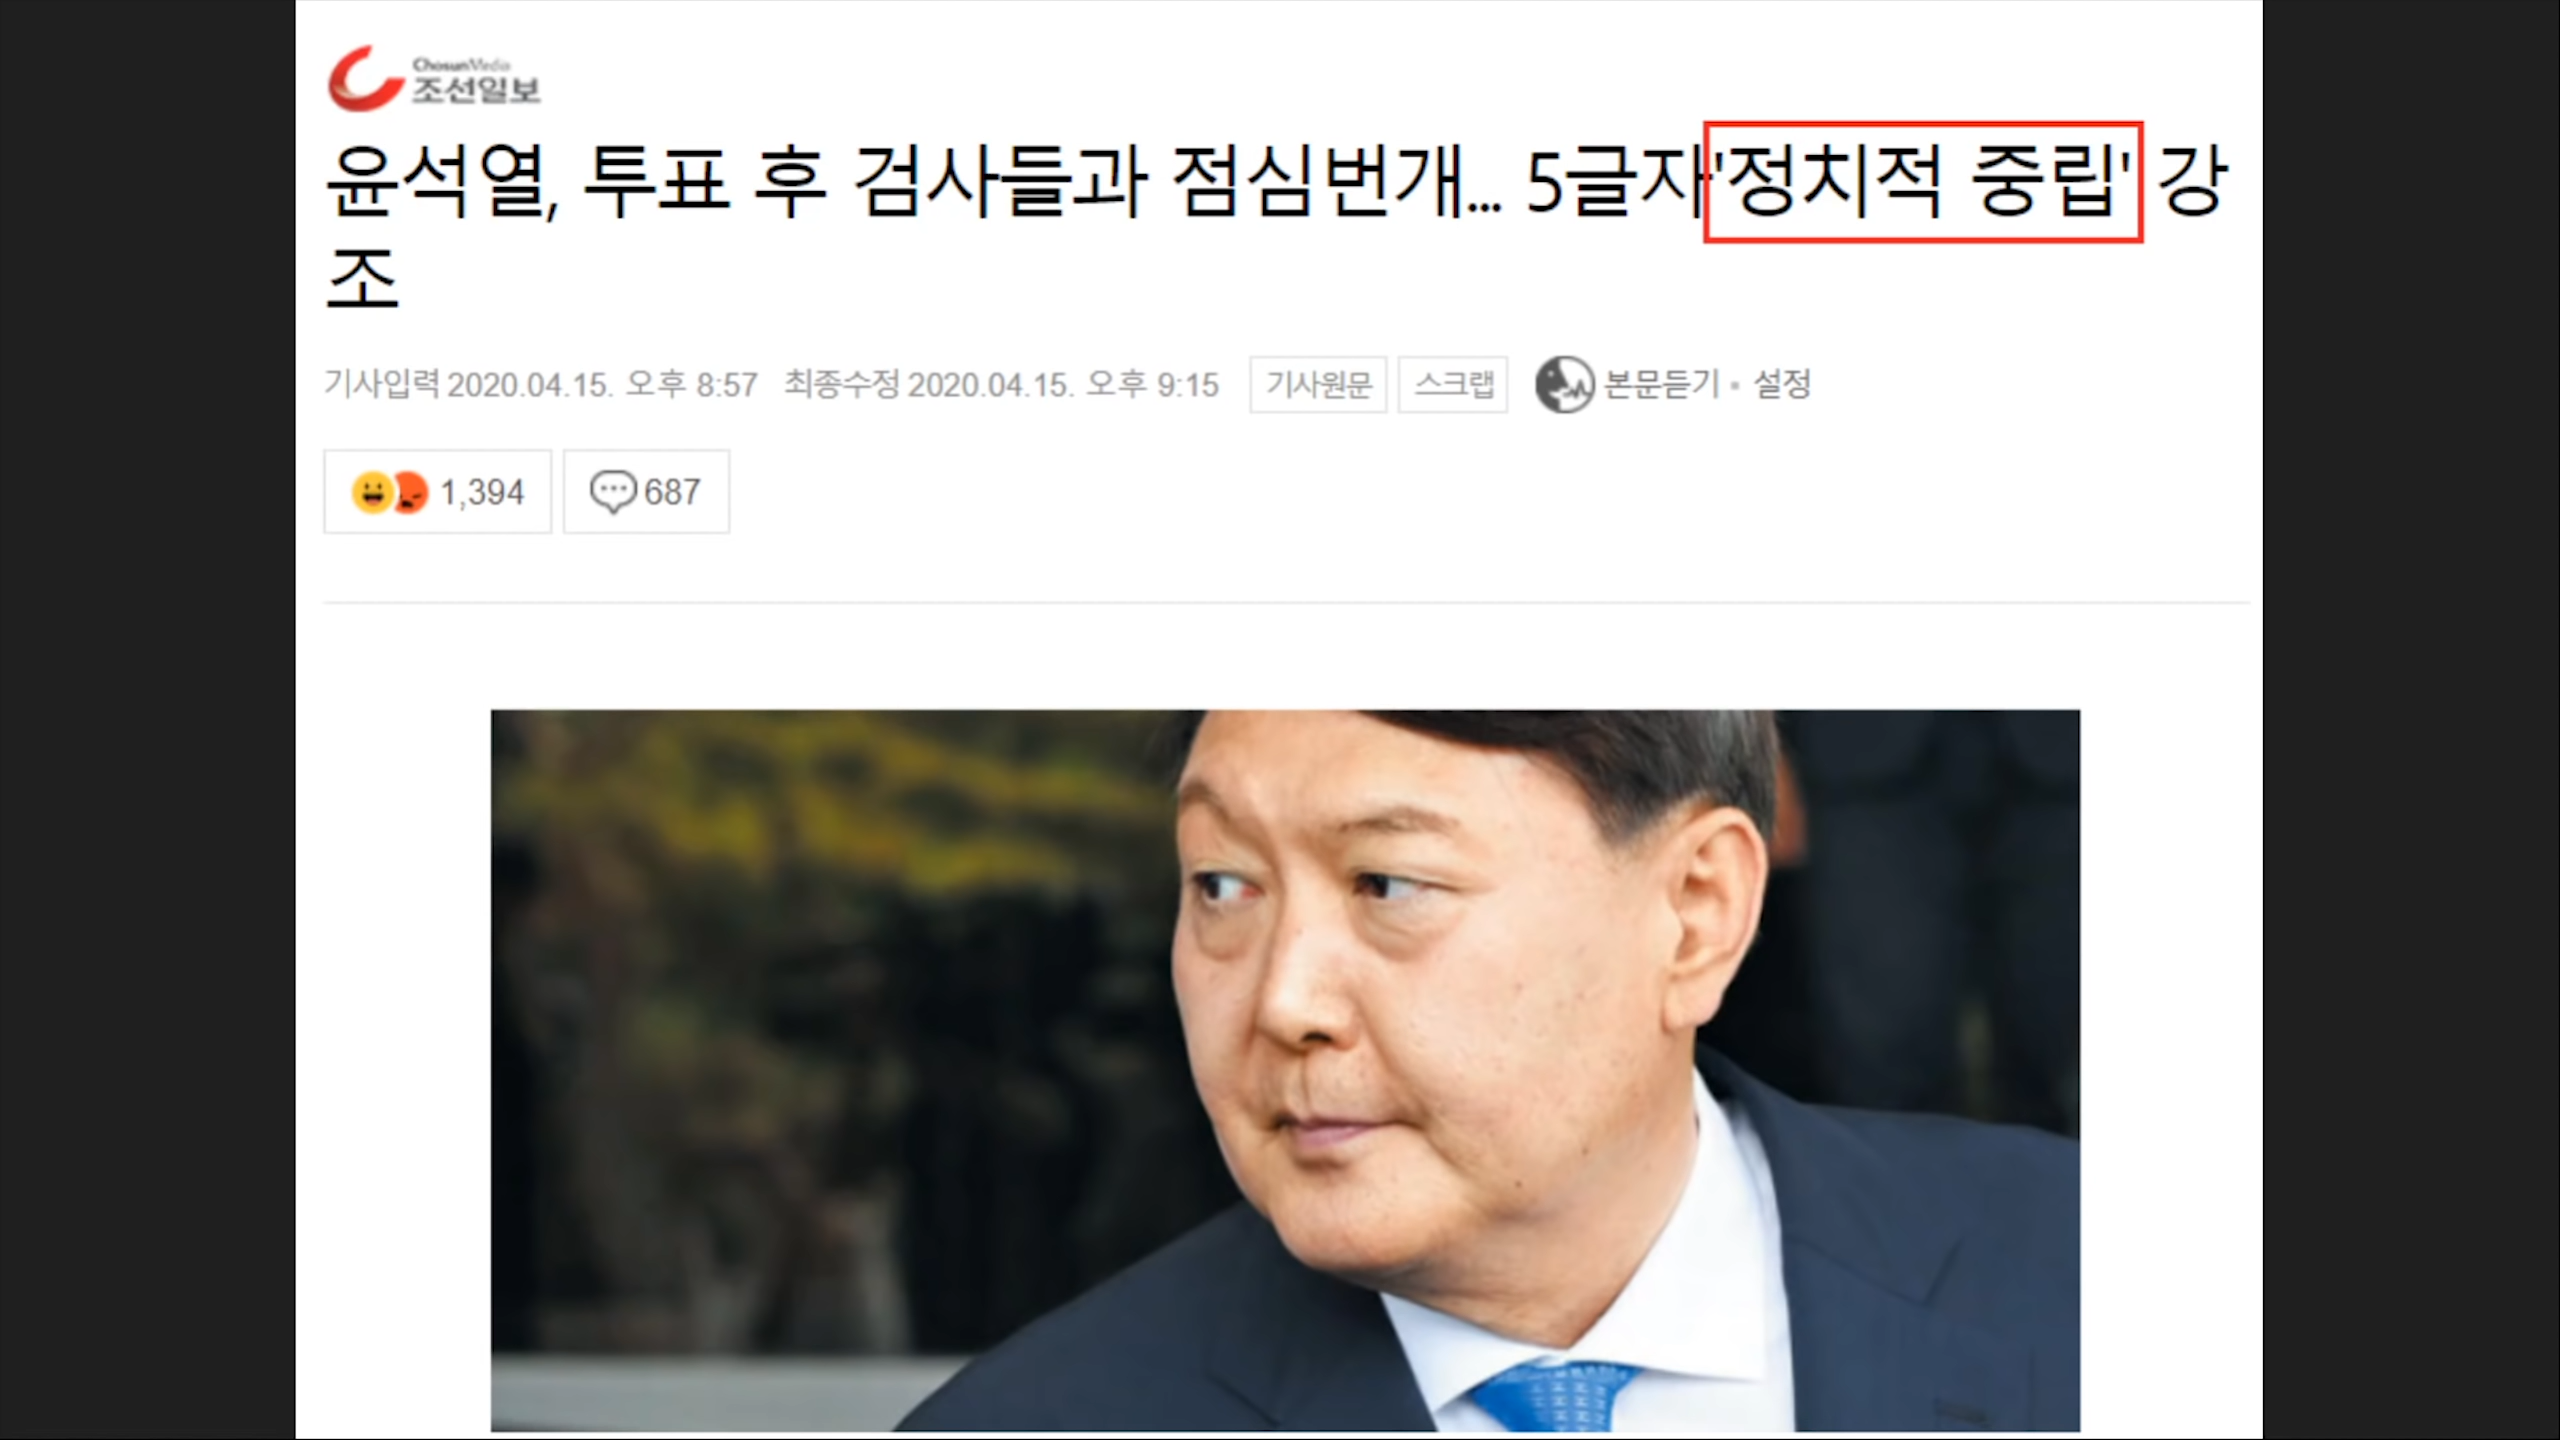 ChosunMedia
조선일보
윤석열, 투표 후 검사들과 점심번개... 5글자'정치적 중립' 강
조
기사입력 2020.04.15. 오후 8:57 최종수정 2020.04.15. 오후 9:15 기사원문 스크랩 본문듣기 · 설정
1,394 687